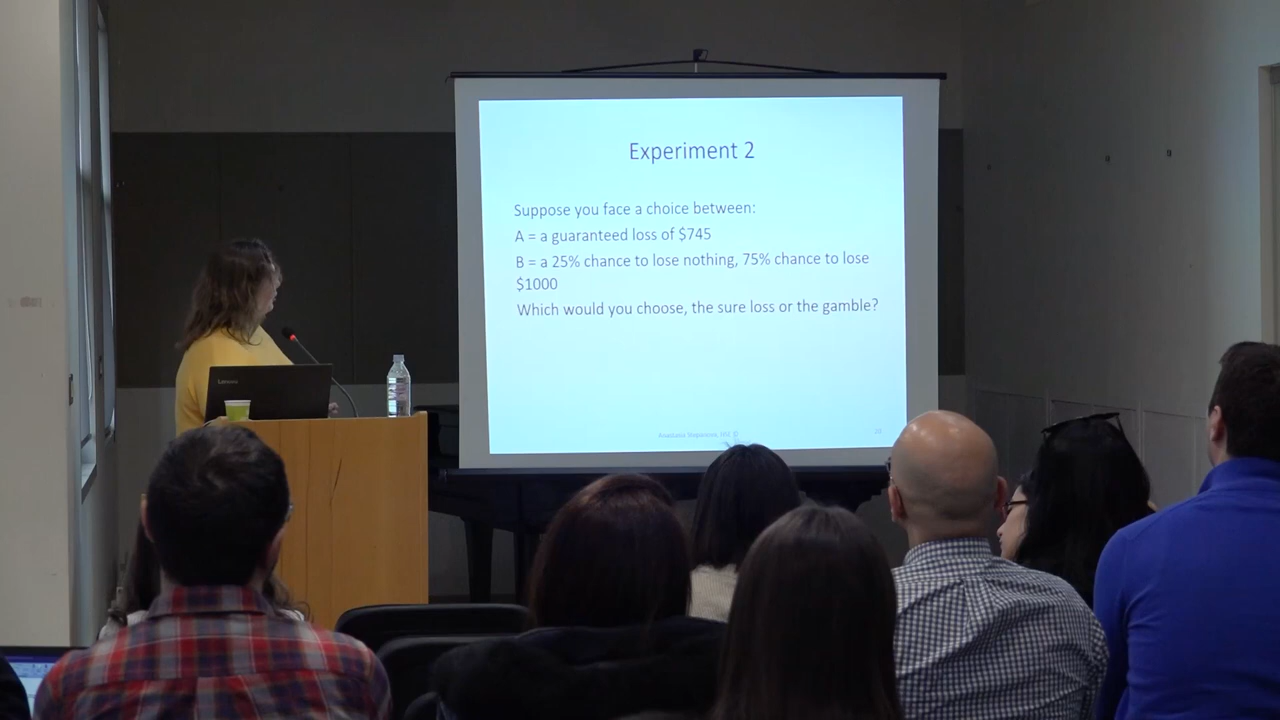 Experiment 2
Suppose you face a choice between:
A = a guaranteed loss of $745
B = a 25% chance to lose nothing, 75% chance to lose
$1000
Which would you choose, the sure loss or the gamble?
Lenovo